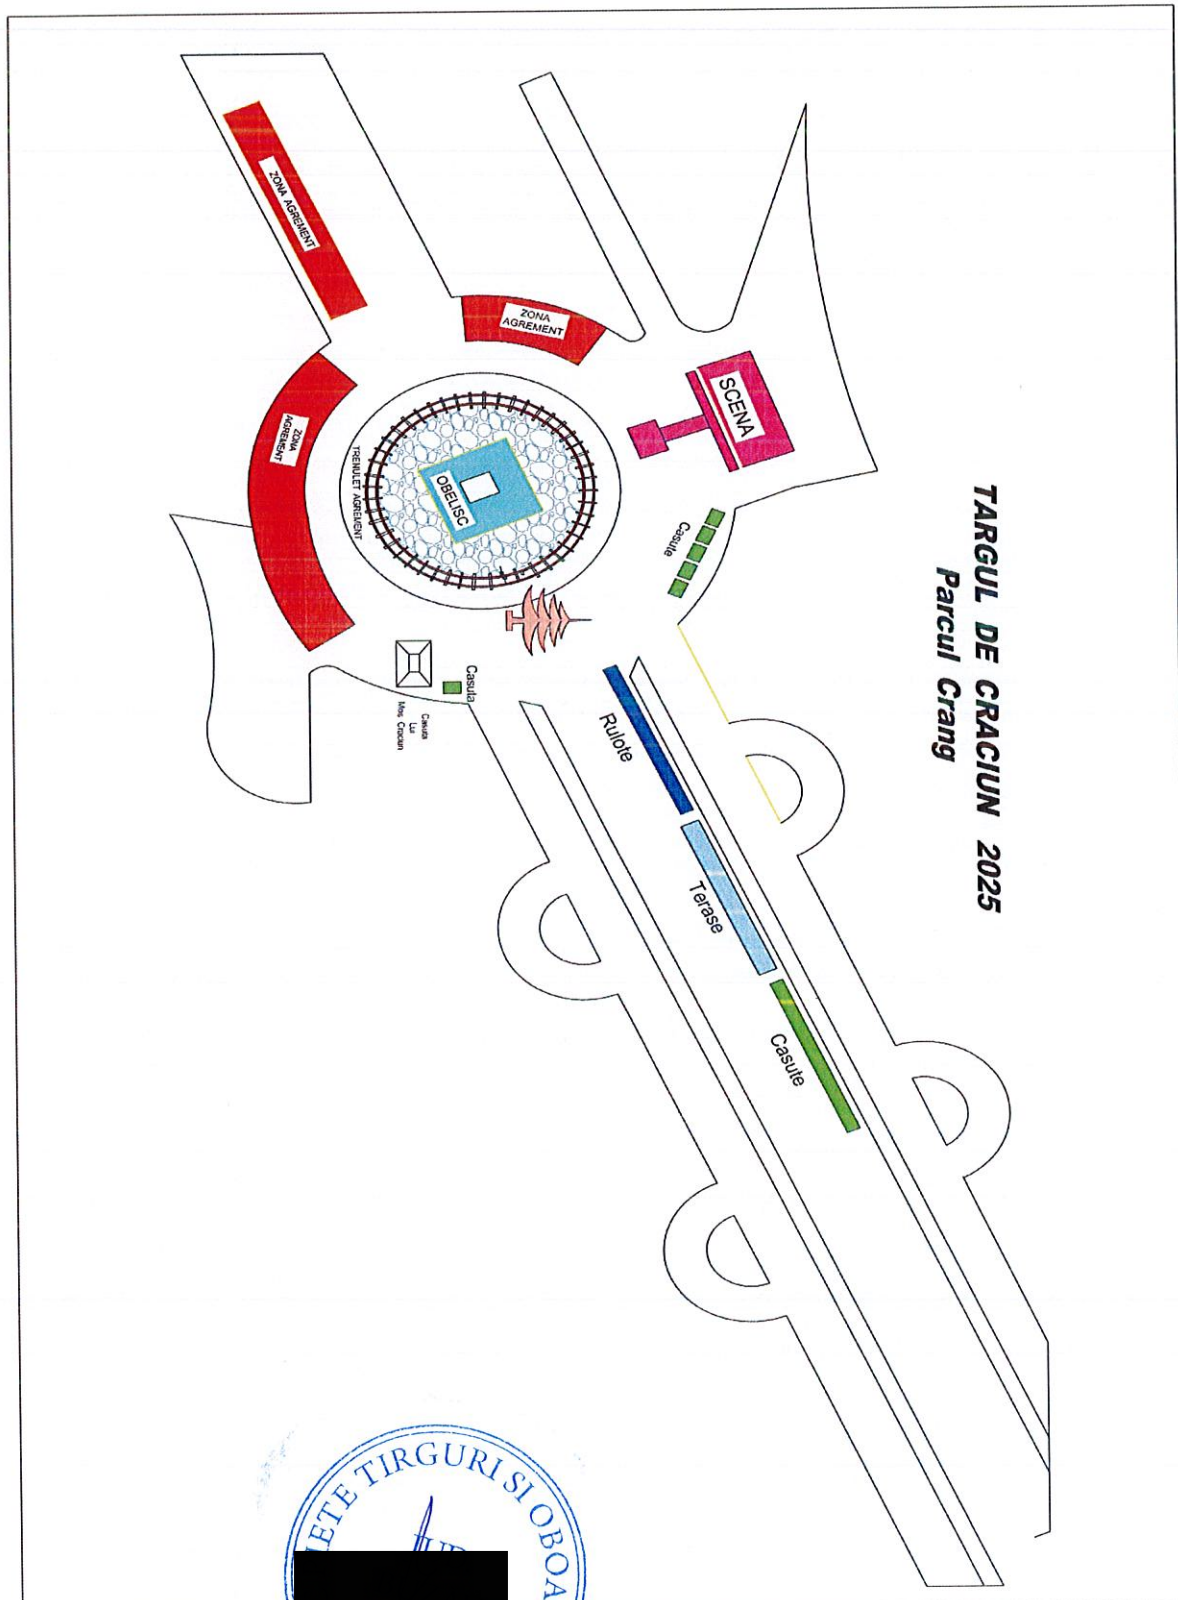 TARGUL DE CRACIUN 2025
Parcul Crang
ZONA AGREMENT
ZONA
AGREMENT
SCENA
ZONA
AGREMENT
TRENULET AGREMENT
OBELISC
Casute
Casuta
Casuta
Lui
Mos Craciun
Rulote
Terase
Casute
IETE TIRGURI SI OBOA